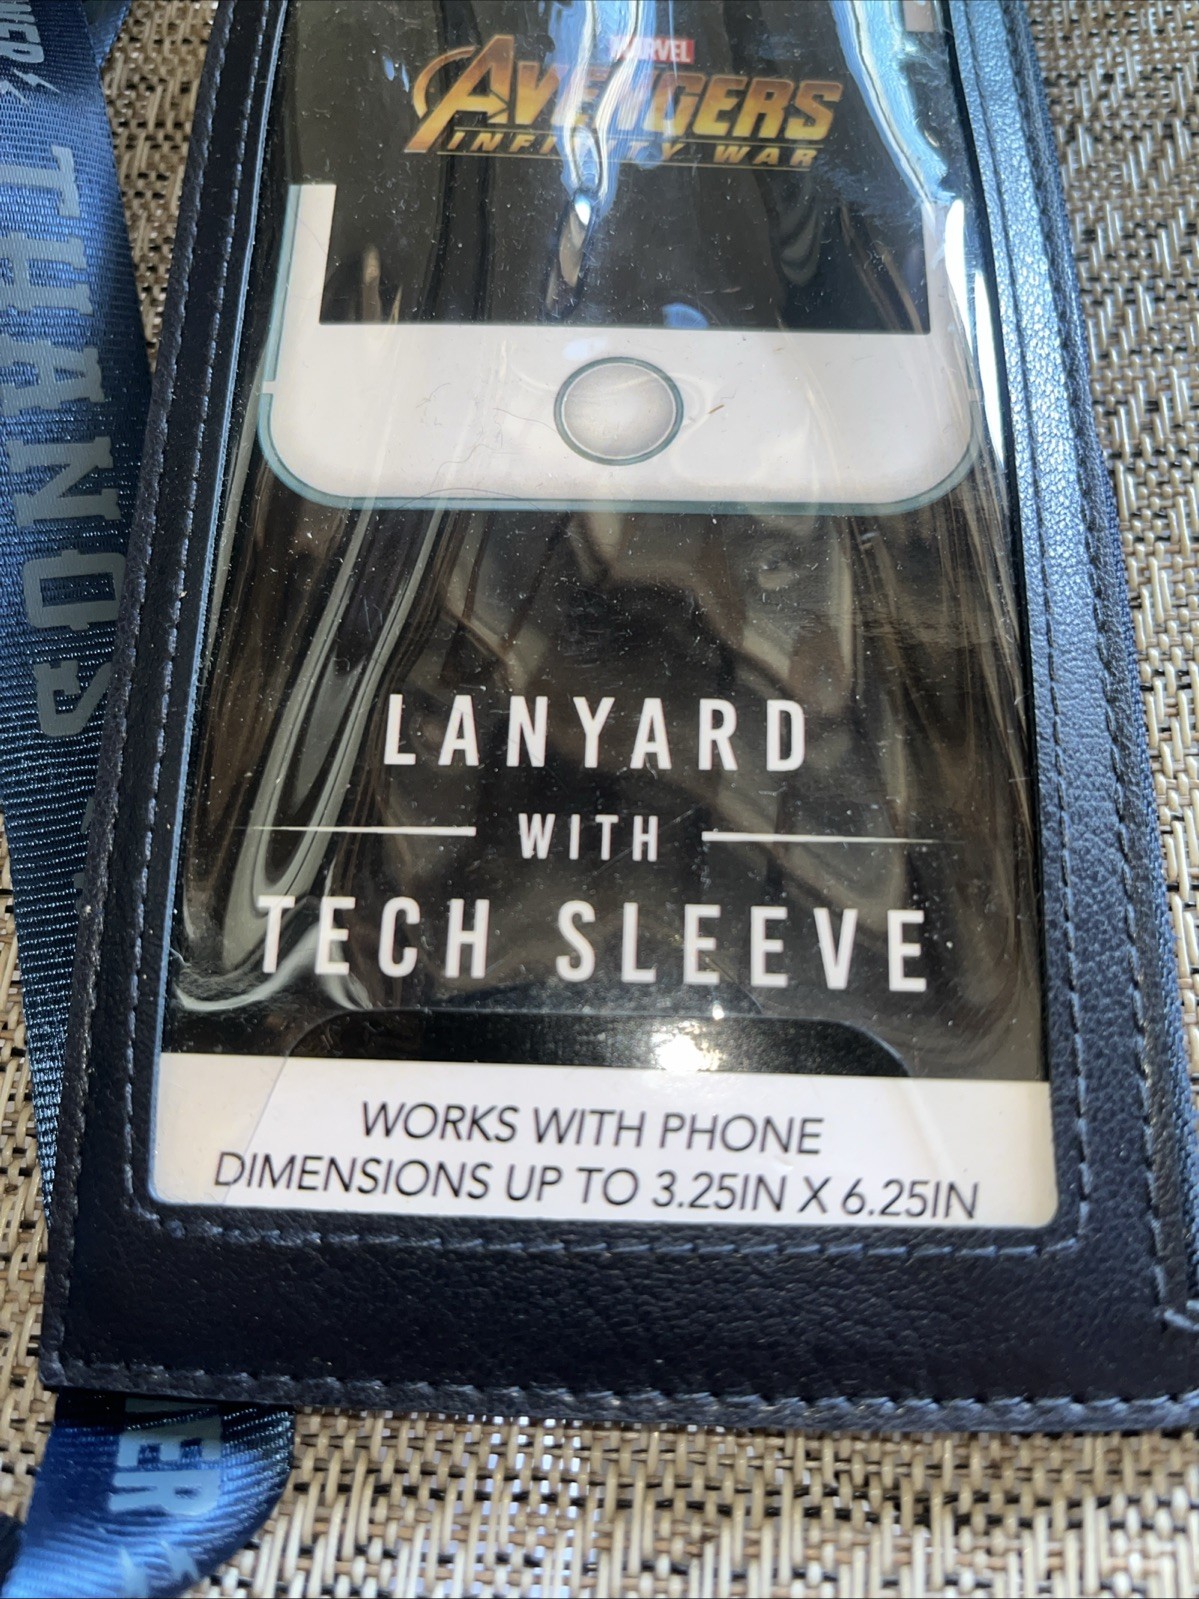 MARVEL
AVENGERS
INFINITY WAR
THANOS
LANYARD
WITH
TECH SLEEVE
WORKS WITH PHONE
DIMENSIONS UP TO 3.25IN X 6.25IN